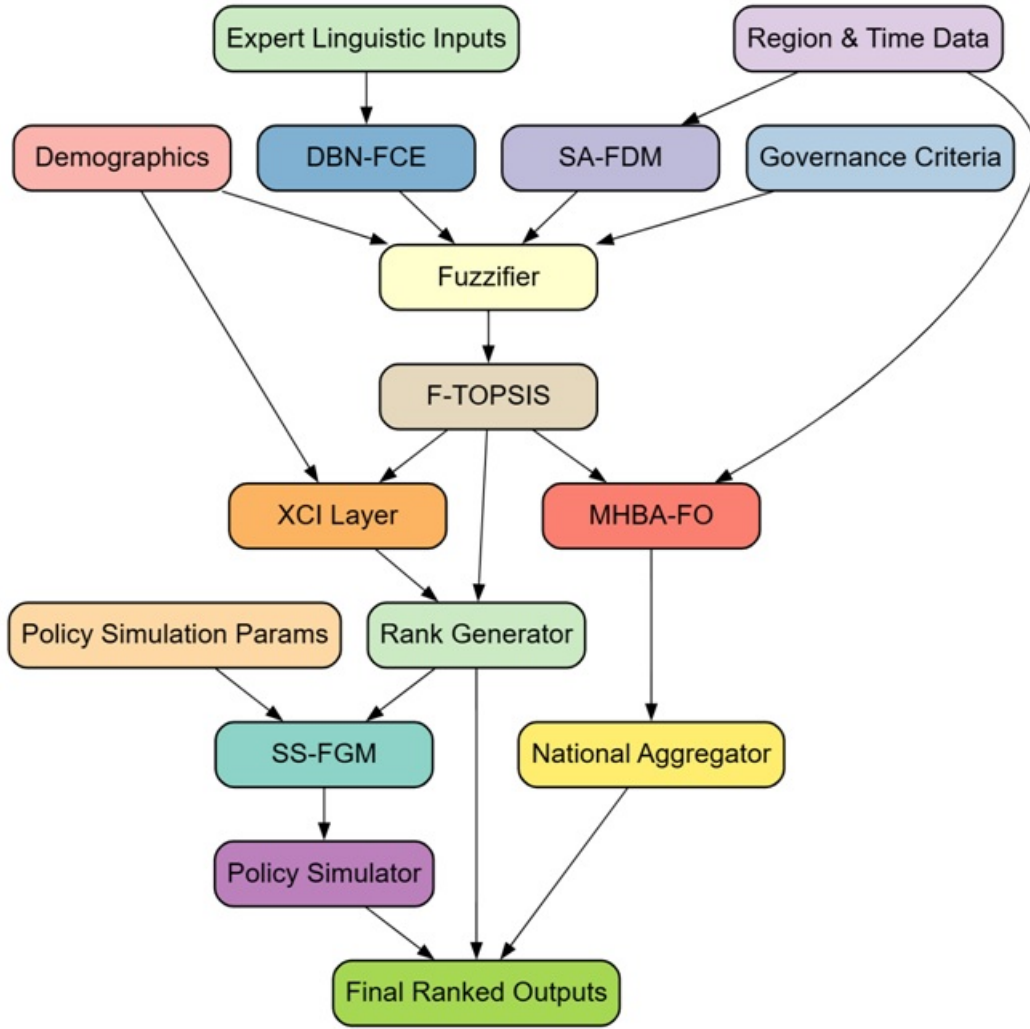 Expert Linguistic Inputs
Region & Time Data
Demographics
DBN-FCE
SA-FDM
Governance Criteria
Fuzzifier
F-TOPSIS
XCI Layer
MHBA-FO
Policy Simulation Params
Rank Generator
SS-FGM
National Aggregator
Policy Simulator
Final Ranked Outputs